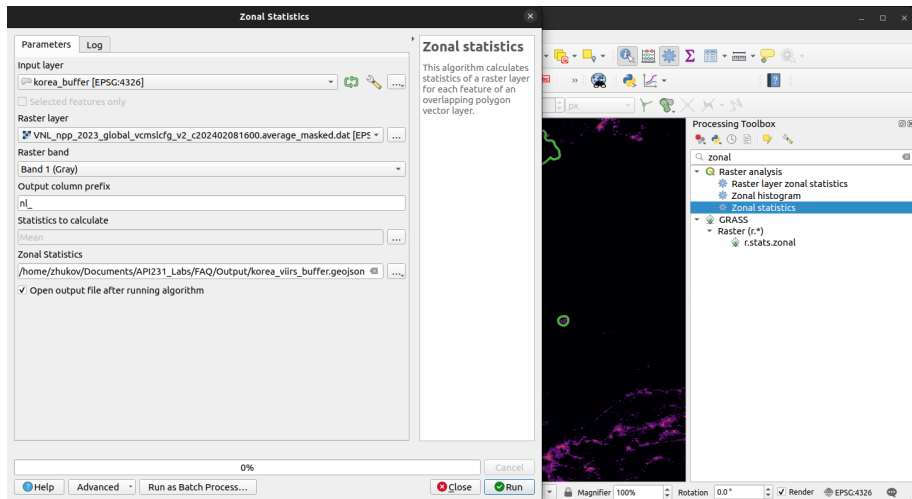 Zonal Statistics
Parameters
Log
Input layer
korea_buffer [EPSG:4326]
Selected features only
Raster layer
VNL_npp_2023_global_vcmslcfg_v2_c202402081600.average_masked.dat [EPS
Raster band
Band 1 (Gray)
Output column prefix
nl_
Statistics to calculate
Mean
Zonal Statistics
/home/zhukov/Documents/API231_Labs/FAQ/Output/korea_viirs_buffer.geojson
Open output file after running algorithm
Zonal statistics
This algorithm calculates
statistics of a raster layer
for each feature of an
overlapping polygon
vector layer.
0%
Cancel
Help
Advanced
Run as Batch Process...
Close
Run
px
Processing Toolbox
zonal
Raster analysis
Raster layer zonal statistics
Zonal histogram
Zonal statistics
GRASS
Raster (r.*)
r.stats.zonal
Magnifier 100%
Rotation 0.0°
Render
EPSG:4326